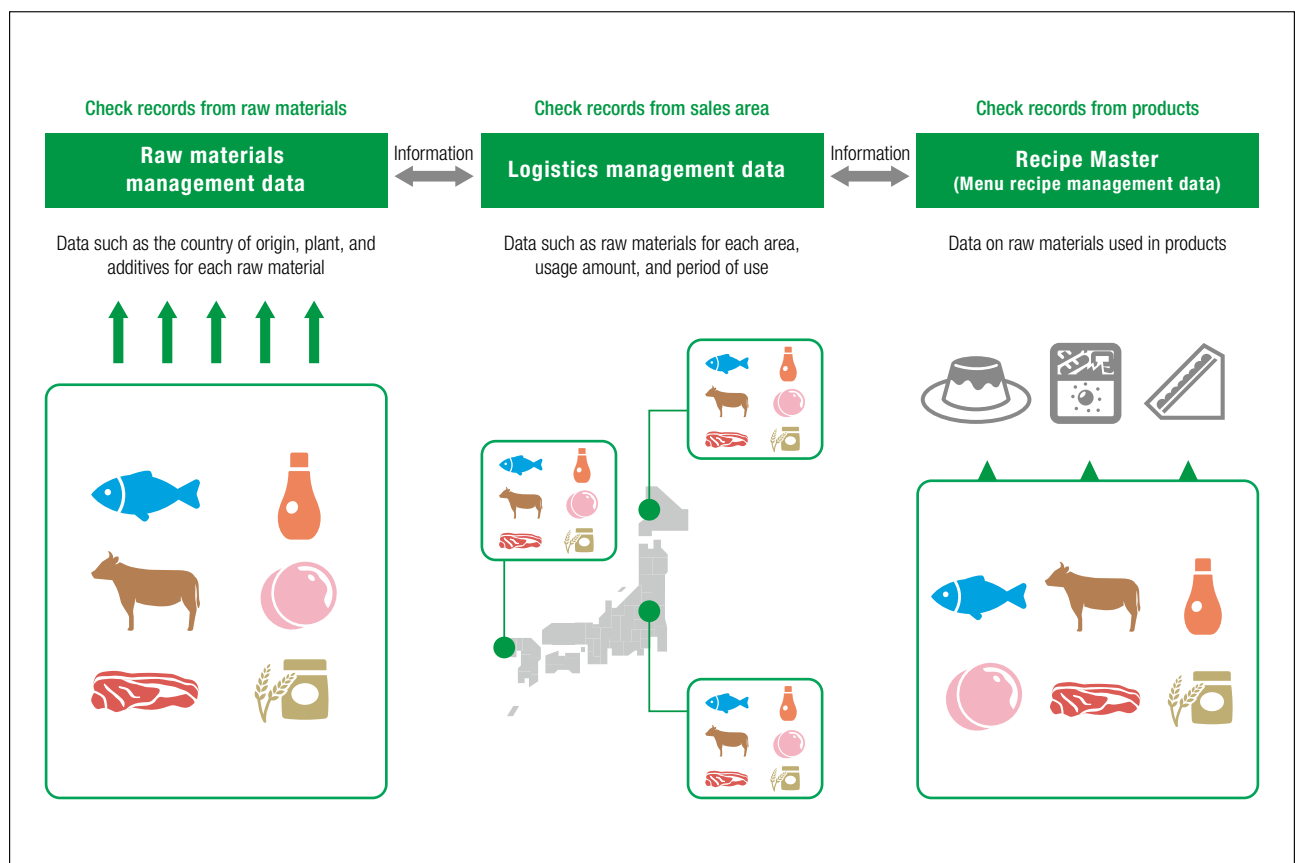 Check records from raw materials
Raw materials
management data
Data such as the country of origin, plant, and
additives for each raw material
Information
Check records from sales area
Logistics management data
Data such as raw materials for each area,
usage amount, and period of use
Information
Check records from products
Recipe Master
(Menu recipe management data)
Data on raw materials used in products